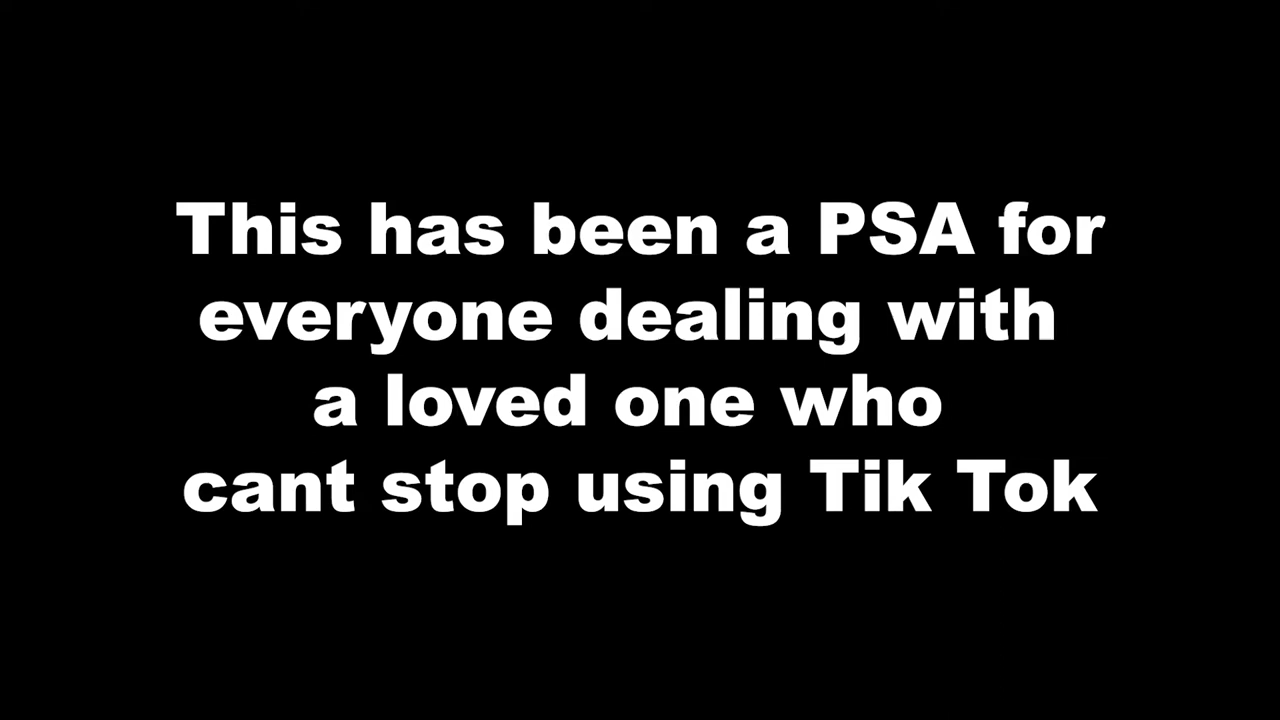 This has been a PSA for
everyone dealing with
a loved one who
cant stop using Tik Tok